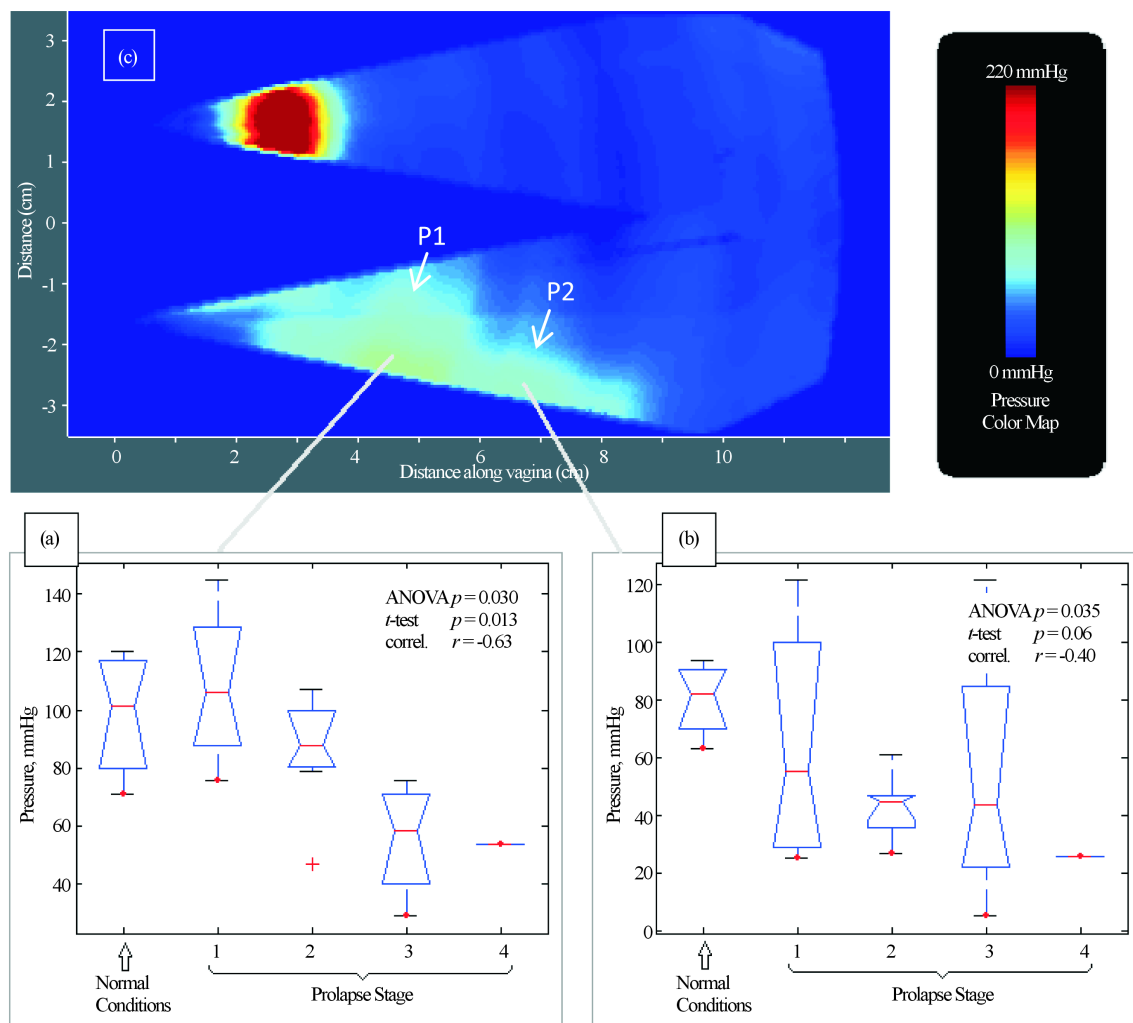 (c)
3
2
1
0
-1
-2
-3
Distance (cm)
P1
P2
0
2
4
6
8
10
Distance along vagina (cm)
220 mmHg
0 mmHg
Pressure
Color Map
(a)
140
120
100
80
60
40
Pressure, mmHg
ANOVA p = 0.030
t-test p = 0.013
correl. r = -0.63
1
2
3
4
Normal
Conditions
Prolapse Stage
(b)
120
100
80
60
40
20
0
Pressure, mmHg
ANOVA p = 0.035
t-test p = 0.06
correl. r = -0.40
1
2
3
4
Normal
Conditions
Prolapse Stage